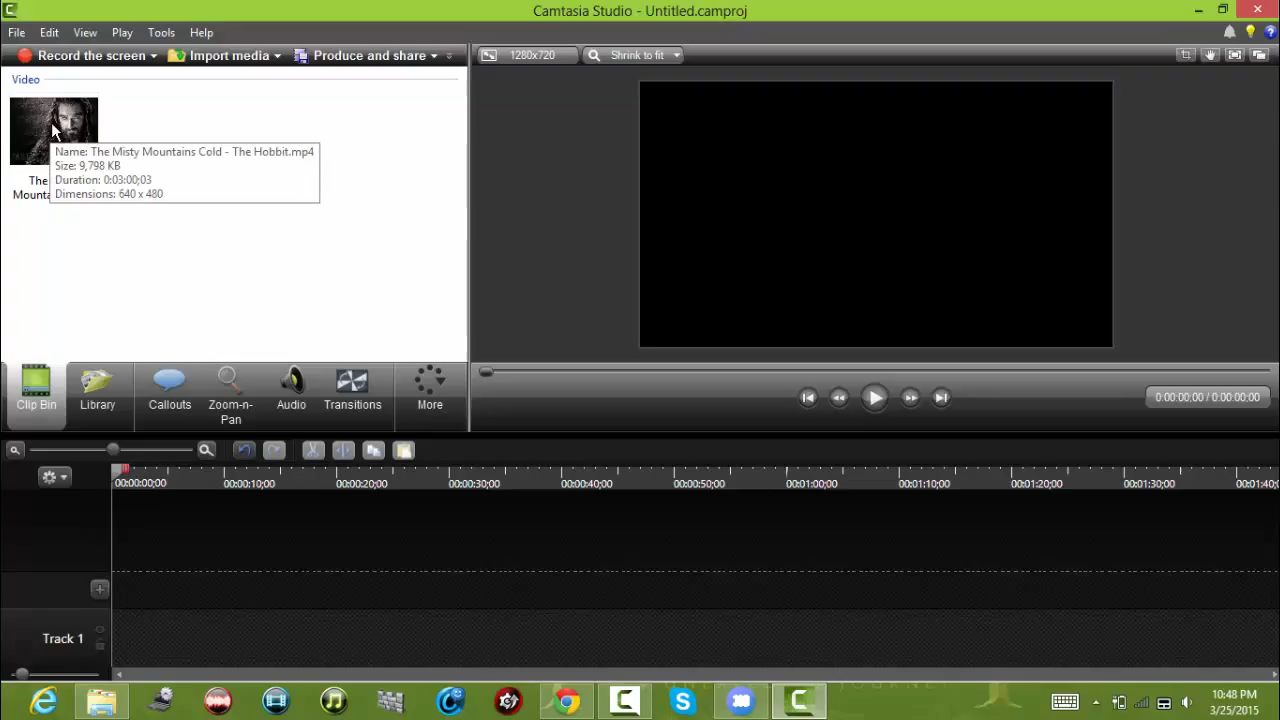 Camtasia Studio - Untitled.camproj
File Edit View Play Tools Help
Record the screen Import media Produce and share
1280x720 Shrink to fit
Video
Name: The Misty Mountains Cold - The Hobbit.mp4
Size: 9,798 KB
Duration: 0:03:00;03
Dimensions: 640 x 480
The
Mounta
Clip Bin Library Callouts Zoom-n-Pan Audio Transitions More
0:00:00;00 / 0:00:00;00
00:00:00;00 00:00:10;00 00:00:20;00 00:00:30;00 00:00:40;00 00:00:50;00 00:01:00;00 00:01:10;00 00:01:20;00 00:01:30;00 00:01:40;
Track 1
10:48 PM
3/25/2015